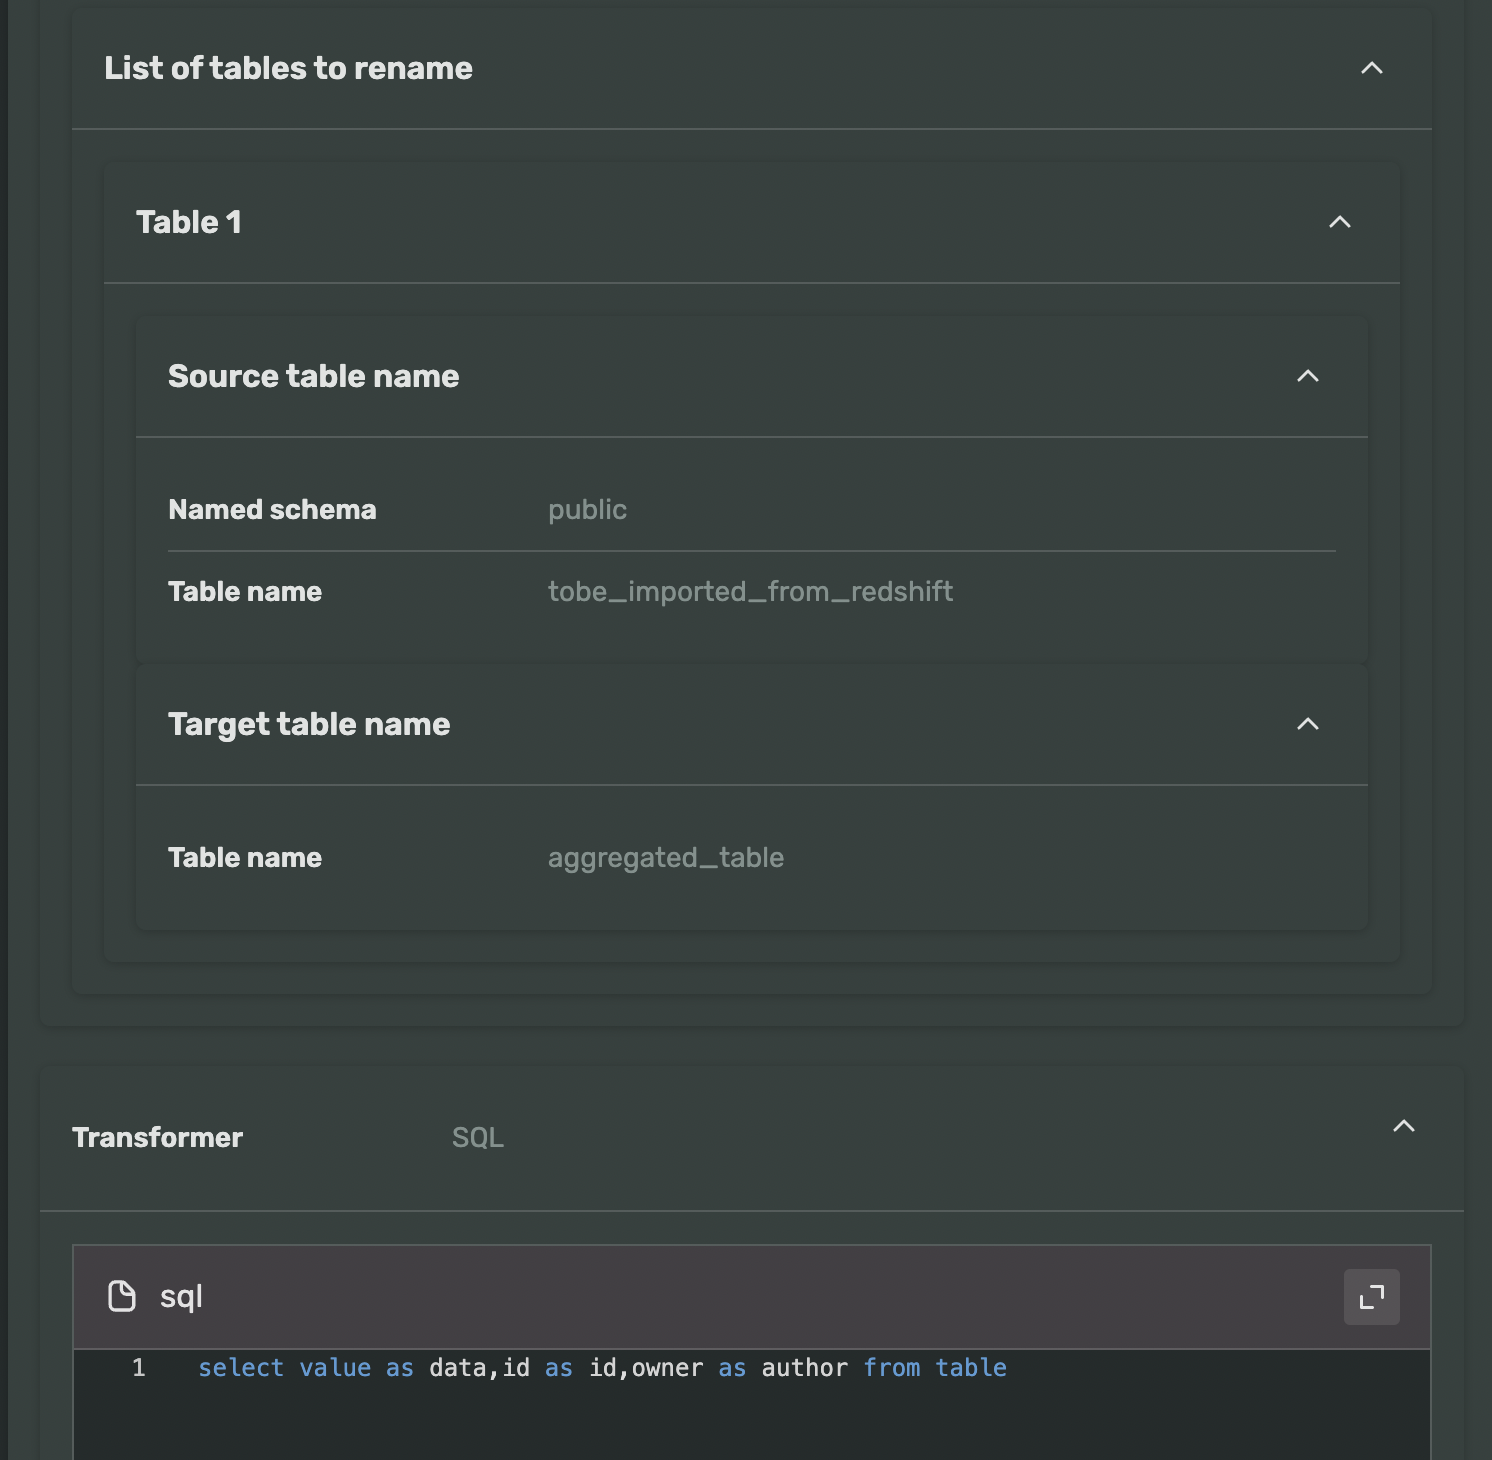 List of tables to rename
Table 1
Source table name
Named schema public
Table name tobe_imported_from_redshift
Target table name
Table name aggregated_table
Transformer SQL
sql
1 select value as data,id as id,owner as author from table